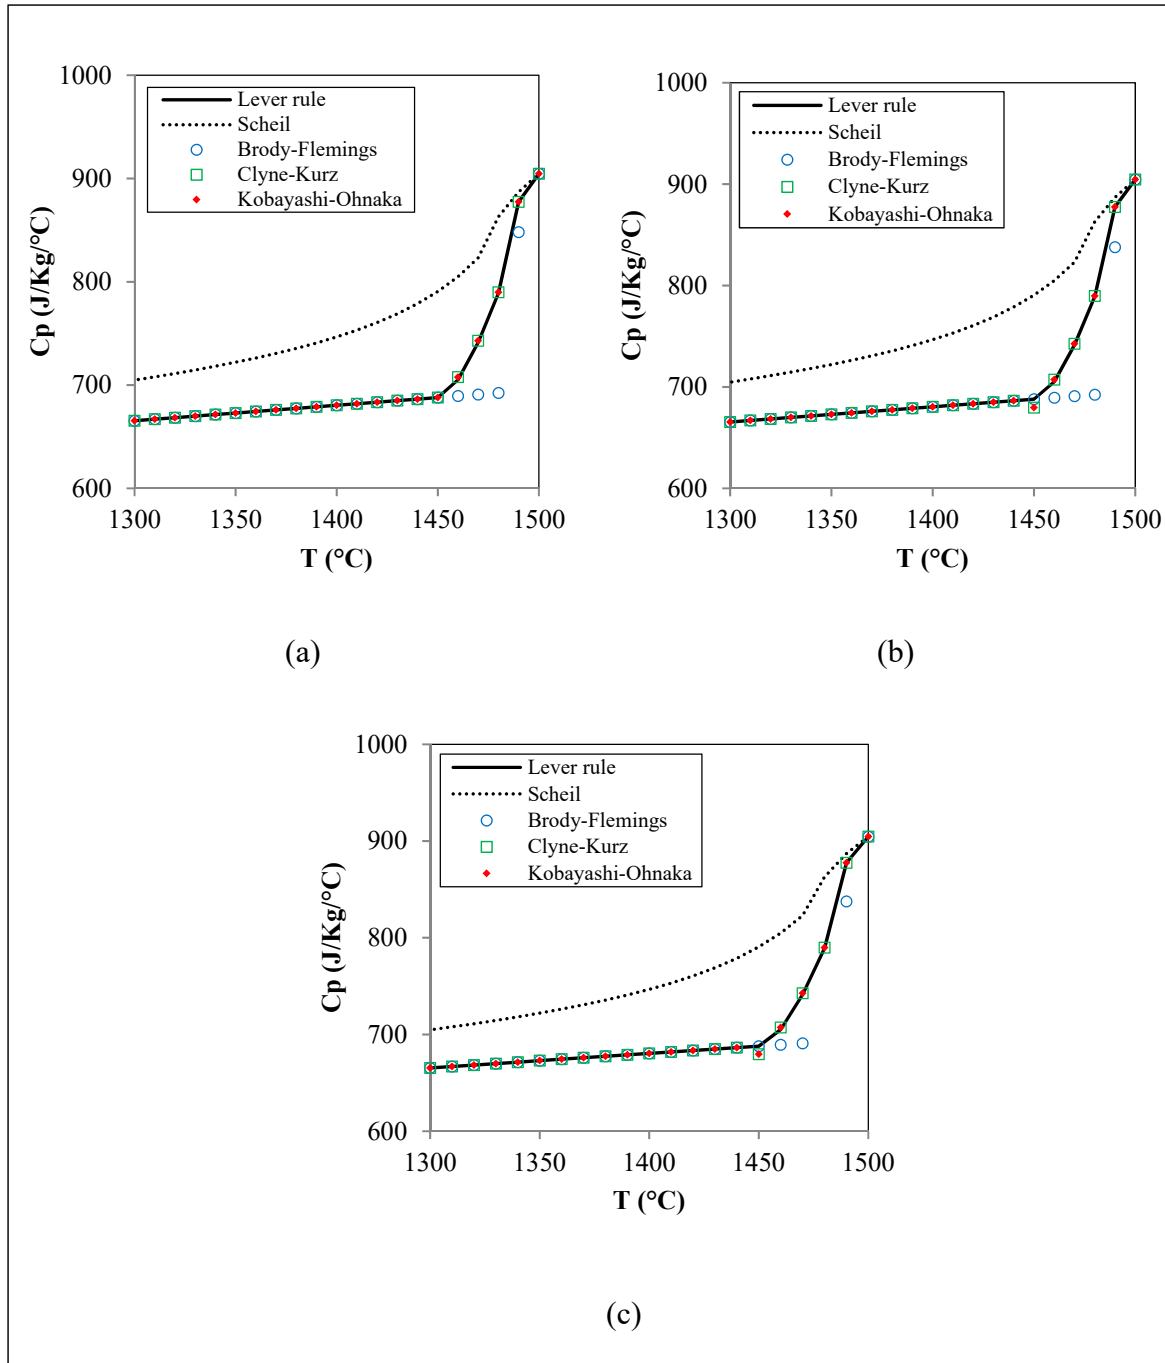 1000
900
800
700
600
Cp (J/Kg/°C)
Lever rule
Scheil
Brody-Flemings
Clyne-Kurz
Kobayashi-Ohnaka
1300
1350
1400
1450
1500
T (°C)
(a)
1000
900
800
700
600
Cp (J/Kg/°C)
Lever rule
Scheil
Brody-Flemings
Clyne-Kurz
Kobayashi-Ohnaka
1300
1350
1400
1450
1500
T (°C)
(b)
1000
900
800
700
600
Cp (J/Kg/°C)
Lever rule
Scheil
Brody-Flemings
Clyne-Kurz
Kobayashi-Ohnaka
1300
1350
1400
1450
1500
T (°C)
(c)